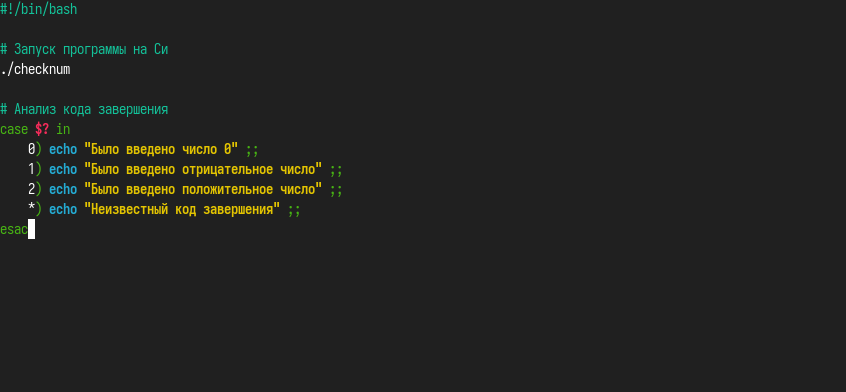 #!/bin/bash
# Запуск программы на Си
./checknum
# Анализ кода завершения
case $? in
0) echo "Было введено число 0" ;;
1) echo "Было введено отрицательное число" ;;
2) echo "Было введено положительное число" ;;
*) echo "Неизвестный код завершения" ;;
esac